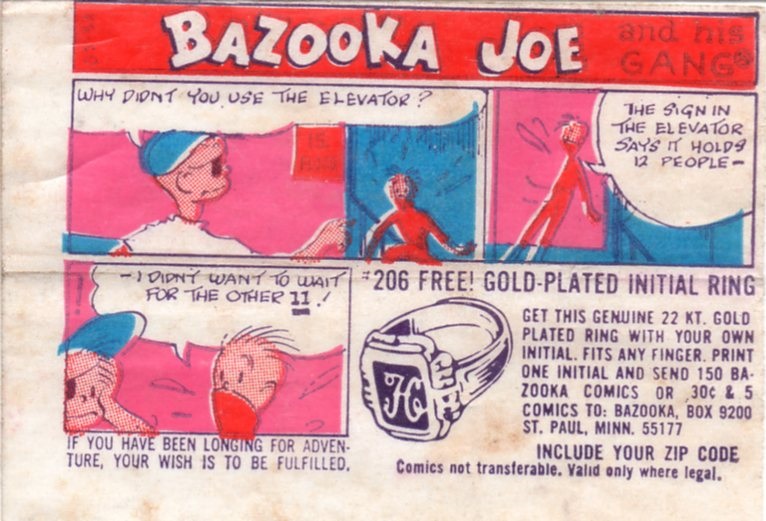 BAZOOKA JOE
and his
GANG®
WHY DIDNT YOU USE THE ELEVATOR?
THE SIGN IN
THE ELEVATOR
SAYS IT HOLDS
12 PEOPLE—
—I DIDN'T WANT TO WAIT
FOR THE OTHER 11!
IF YOU HAVE BEEN LONGING FOR ADVEN-
TURE, YOUR WISH IS TO BE FULFILLED.
#206 FREE! GOLD-PLATED INITIAL RING
H
GET THIS GENUINE 22 KT. GOLD
PLATED RING WITH YOUR OWN
INITIAL. FITS ANY FINGER. PRINT
ONE INITIAL AND SEND 150 BA-
ZOOKA COMICS OR 30¢ & 5
COMICS TO: BAZOOKA, BOX 9200
ST. PAUL, MINN. 55177
INCLUDE YOUR ZIP CODE
Comics not transferable. Valid only where legal.